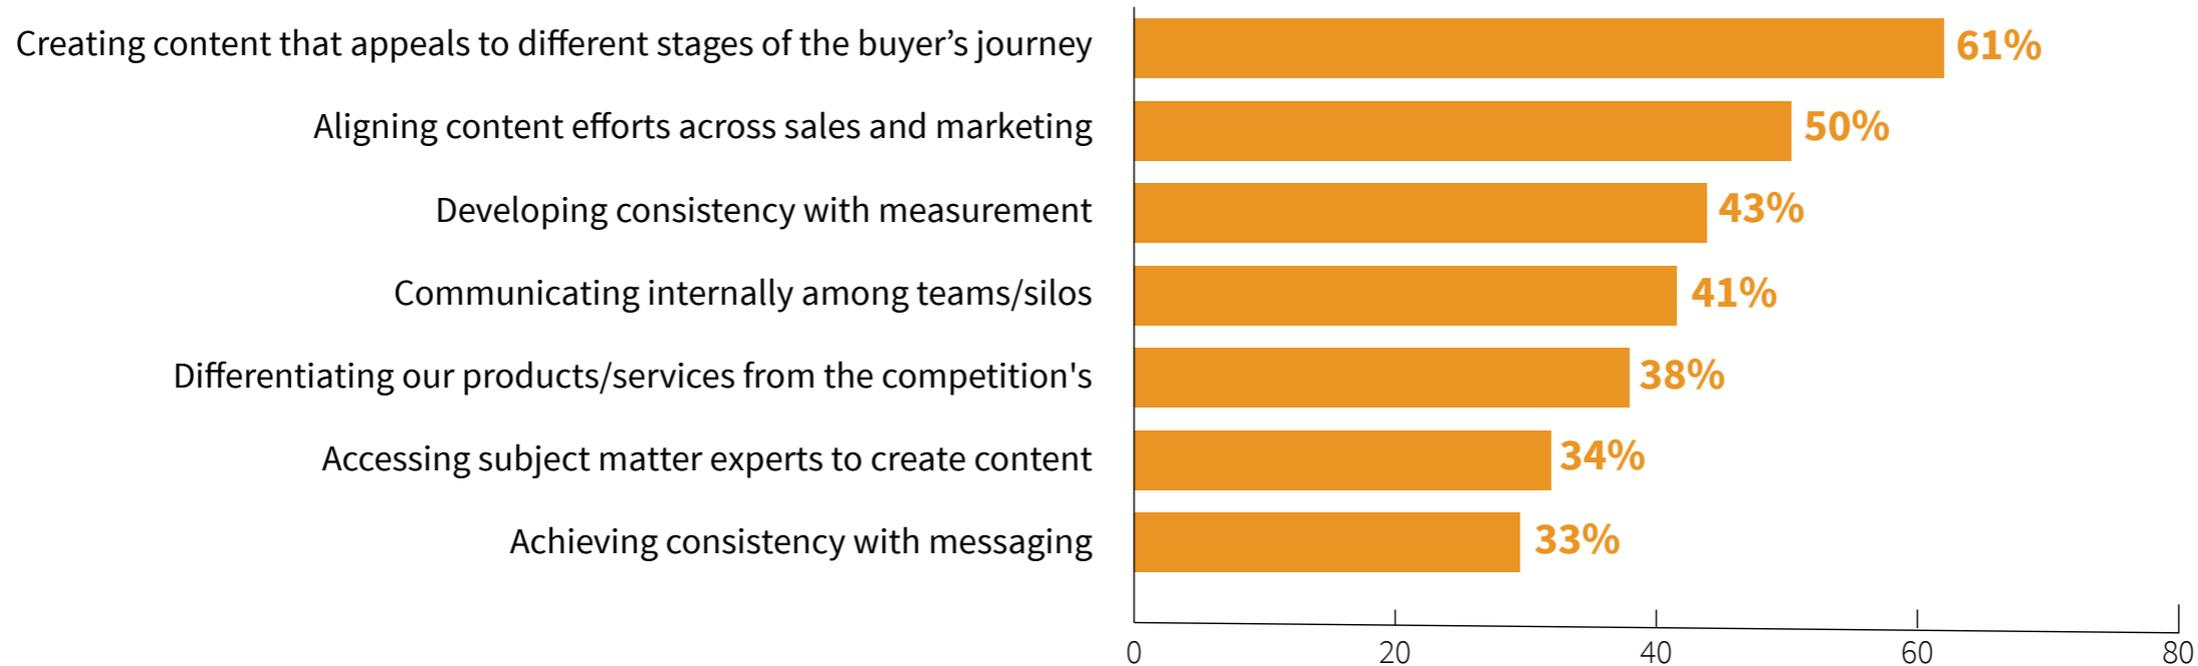 Creating content that appeals to different stages of the buyer’s journey 61%
Aligning content efforts across sales and marketing 50%
Developing consistency with measurement 43%
Communicating internally among teams/silos 41%
Differentiating our products/services from the competition's 38%
Accessing subject matter experts to create content 34%
Achieving consistency with messaging 33%
0 20 40 60 80